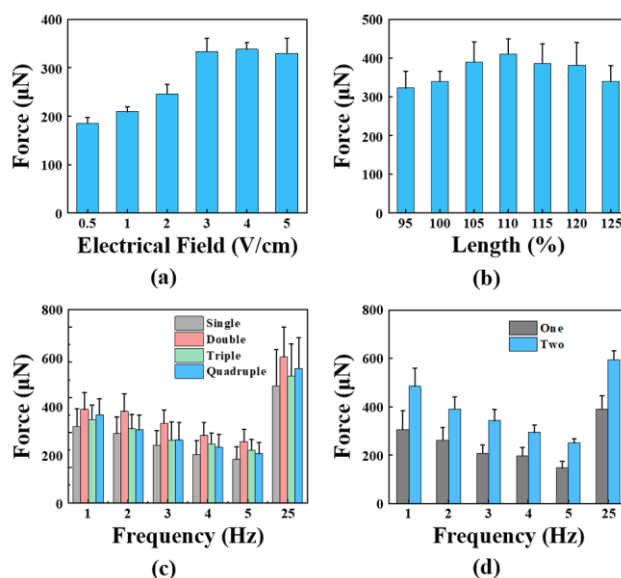 400
300
200
100
0
Force (μN)
0.5 1 2 3 4 5
Electrical Field (V/cm)
(a)
500
400
300
200
100
0
Force (μN)
95 100 105 110 115 120 125
Length (%)
(b)
800
600
400
200
0
Force (μN)
Single
Double
Triple
Quadruple
1 2 3 4 5 25
Frequency (Hz)
(c)
800
600
400
200
0
Force (μN)
One
Two
1 2 3 4 5 25
Frequency (Hz)
(d)